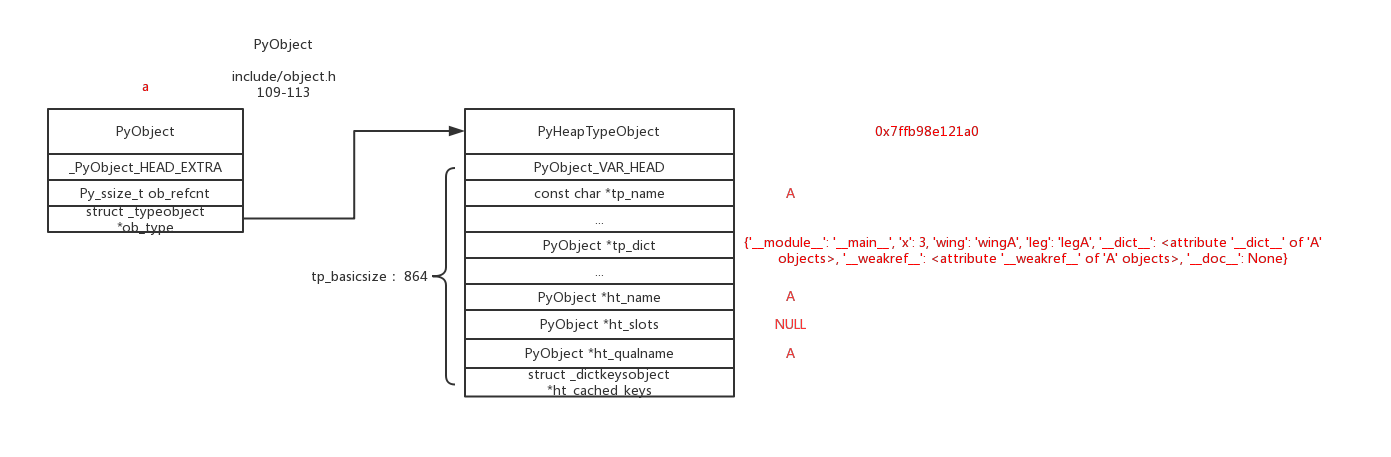 PyObject
include/object.h
109-113
a
PyObject
_PyObject_HEAD_EXTRA
Py_ssize_t ob_refcnt
struct _typeobject
*ob_type
PyHeapTypeObject
0x7ffb98e121a0
PyObject_VAR_HEAD
const char *tp_name
A
...
PyObject *tp_dict
{'__module__': '__main__', 'x': 3, 'wing': 'wingA', 'leg': 'legA', '__dict__': <attribute '__dict__' of 'A'
objects>, '__weakref__': <attribute '__weakref__' of 'A' objects>, '__doc__': None}
...
tp_basicsize： 864
PyObject *ht_name
A
PyObject *ht_slots
NULL
PyObject *ht_qualname
A
struct _dictkeysobject
*ht_cached_keys